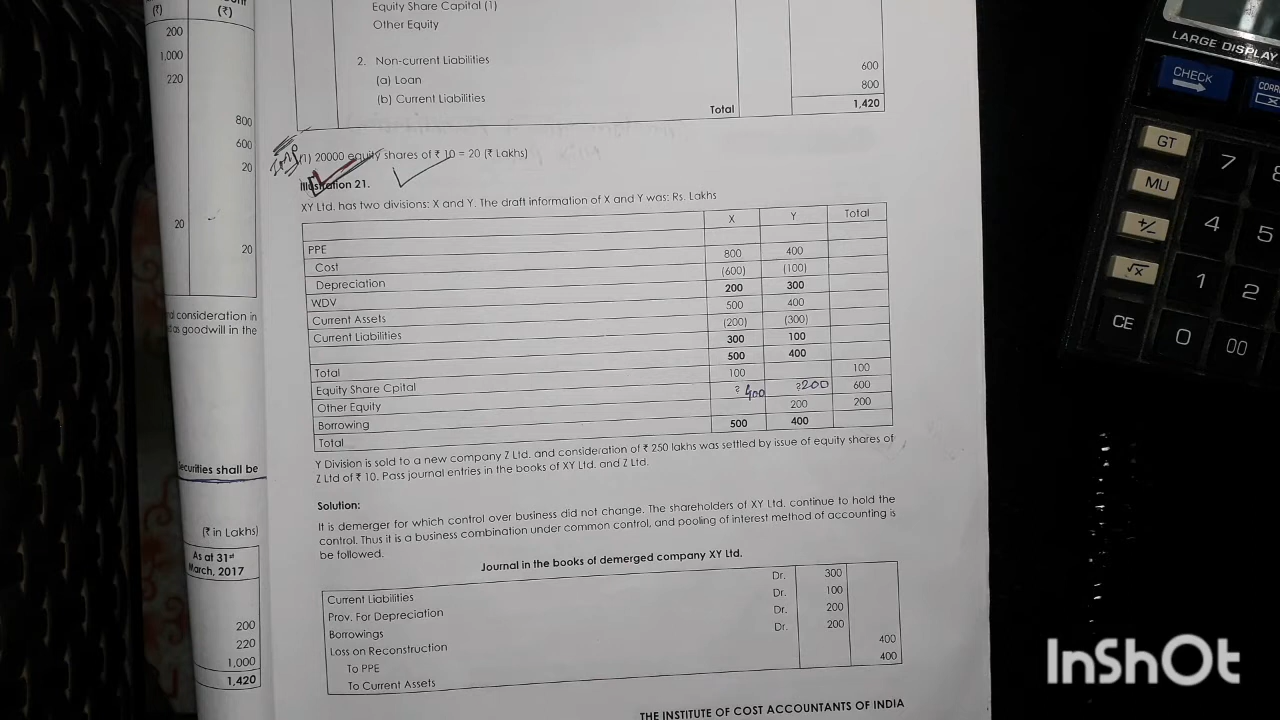 (₹)
(₹)
200
1,000
220
800
600
20
20
20
consideration in
as goodwill in the
Securities shall be
(₹ in Lakhs)
As at 31st
March, 2017
200
220
1,000
1,420
Equity Share Capital (1)
Other Equity
2. Non-current Liabilities
(a) Loan 600
(b) Current Liabilities 800
Total 1,420
Imp
(1) 20000 equity shares of ₹ 10 = 20 (₹ Lakhs)
Illustration 21.
XY Ltd. has two divisions: X and Y. The draft information of X and Y was: Rs. Lakhs
X Y Total
PPE
Cost 800 400
Depreciation (600) (100)
WDV 200 300
Current Assets 500 400
Current Liabilities (200) (300)
300 100
Total 500 400
Equity Share Cpital 100 100
Other Equity ? 400 ? 200 600
Borrowing 200 200
Total 500 400
Y Division is sold to a new company Z Ltd. and consideration of ₹ 250 lakhs was settled by issue of equity shares of
Z Ltd of ₹ 10. Pass journal entries in the books of XY Ltd. and Z Ltd.
Solution:
It is demerger for which control over business did not change. The shareholders of XY Ltd. continue to hold the
control. Thus it is a business combination under common control, and pooling of interest method of accounting is
be followed.
Journal in the books of demerged company XY Ltd.
Current Liabilities Dr. 300
Prov. For Depreciation Dr. 100
Borrowings Dr. 200
Loss on Reconstruction Dr. 200
To PPE 400
To Current Assets 400
THE INSTITUTE OF COST ACCOUNTANTS OF INDIA
LARGE DISPLAY
CHECK
GT
7
MU
4
5
+/-
√x
1
2
CE
0
00
InShOt